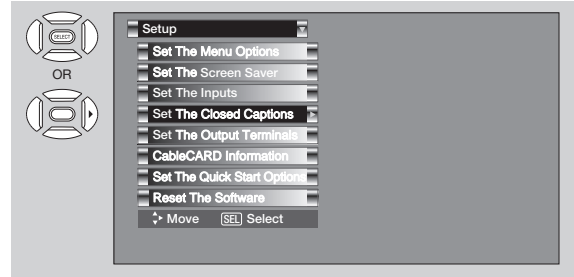 SELECT
OR
Setup
Set The Menu Options
Set The Screen Saver
Set The Inputs
Set The Closed Captions
Set The Output Terminals
CableCARD Information
Set The Quick Start Options
Reset The Software
Move SEL Select